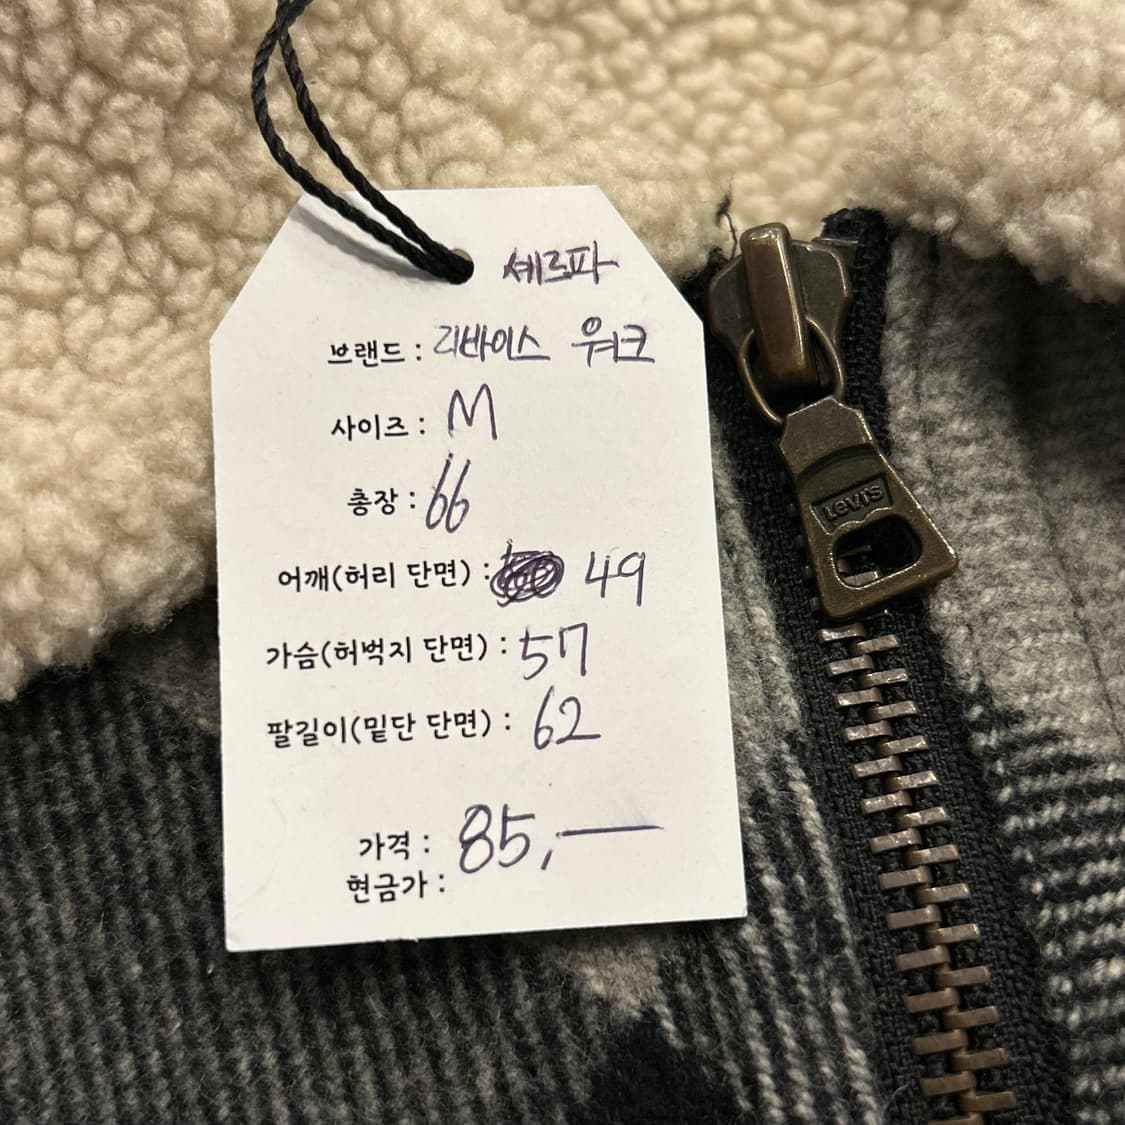 셰르파
브랜드 : 리바이스 워크
사이즈 : M
총장 : 66
어깨(허리 단면) : 49
가슴(허벅지 단면) : 57
팔길이(밑단 단면) : 62
가격 : 85,—
현금가 :
Levi's